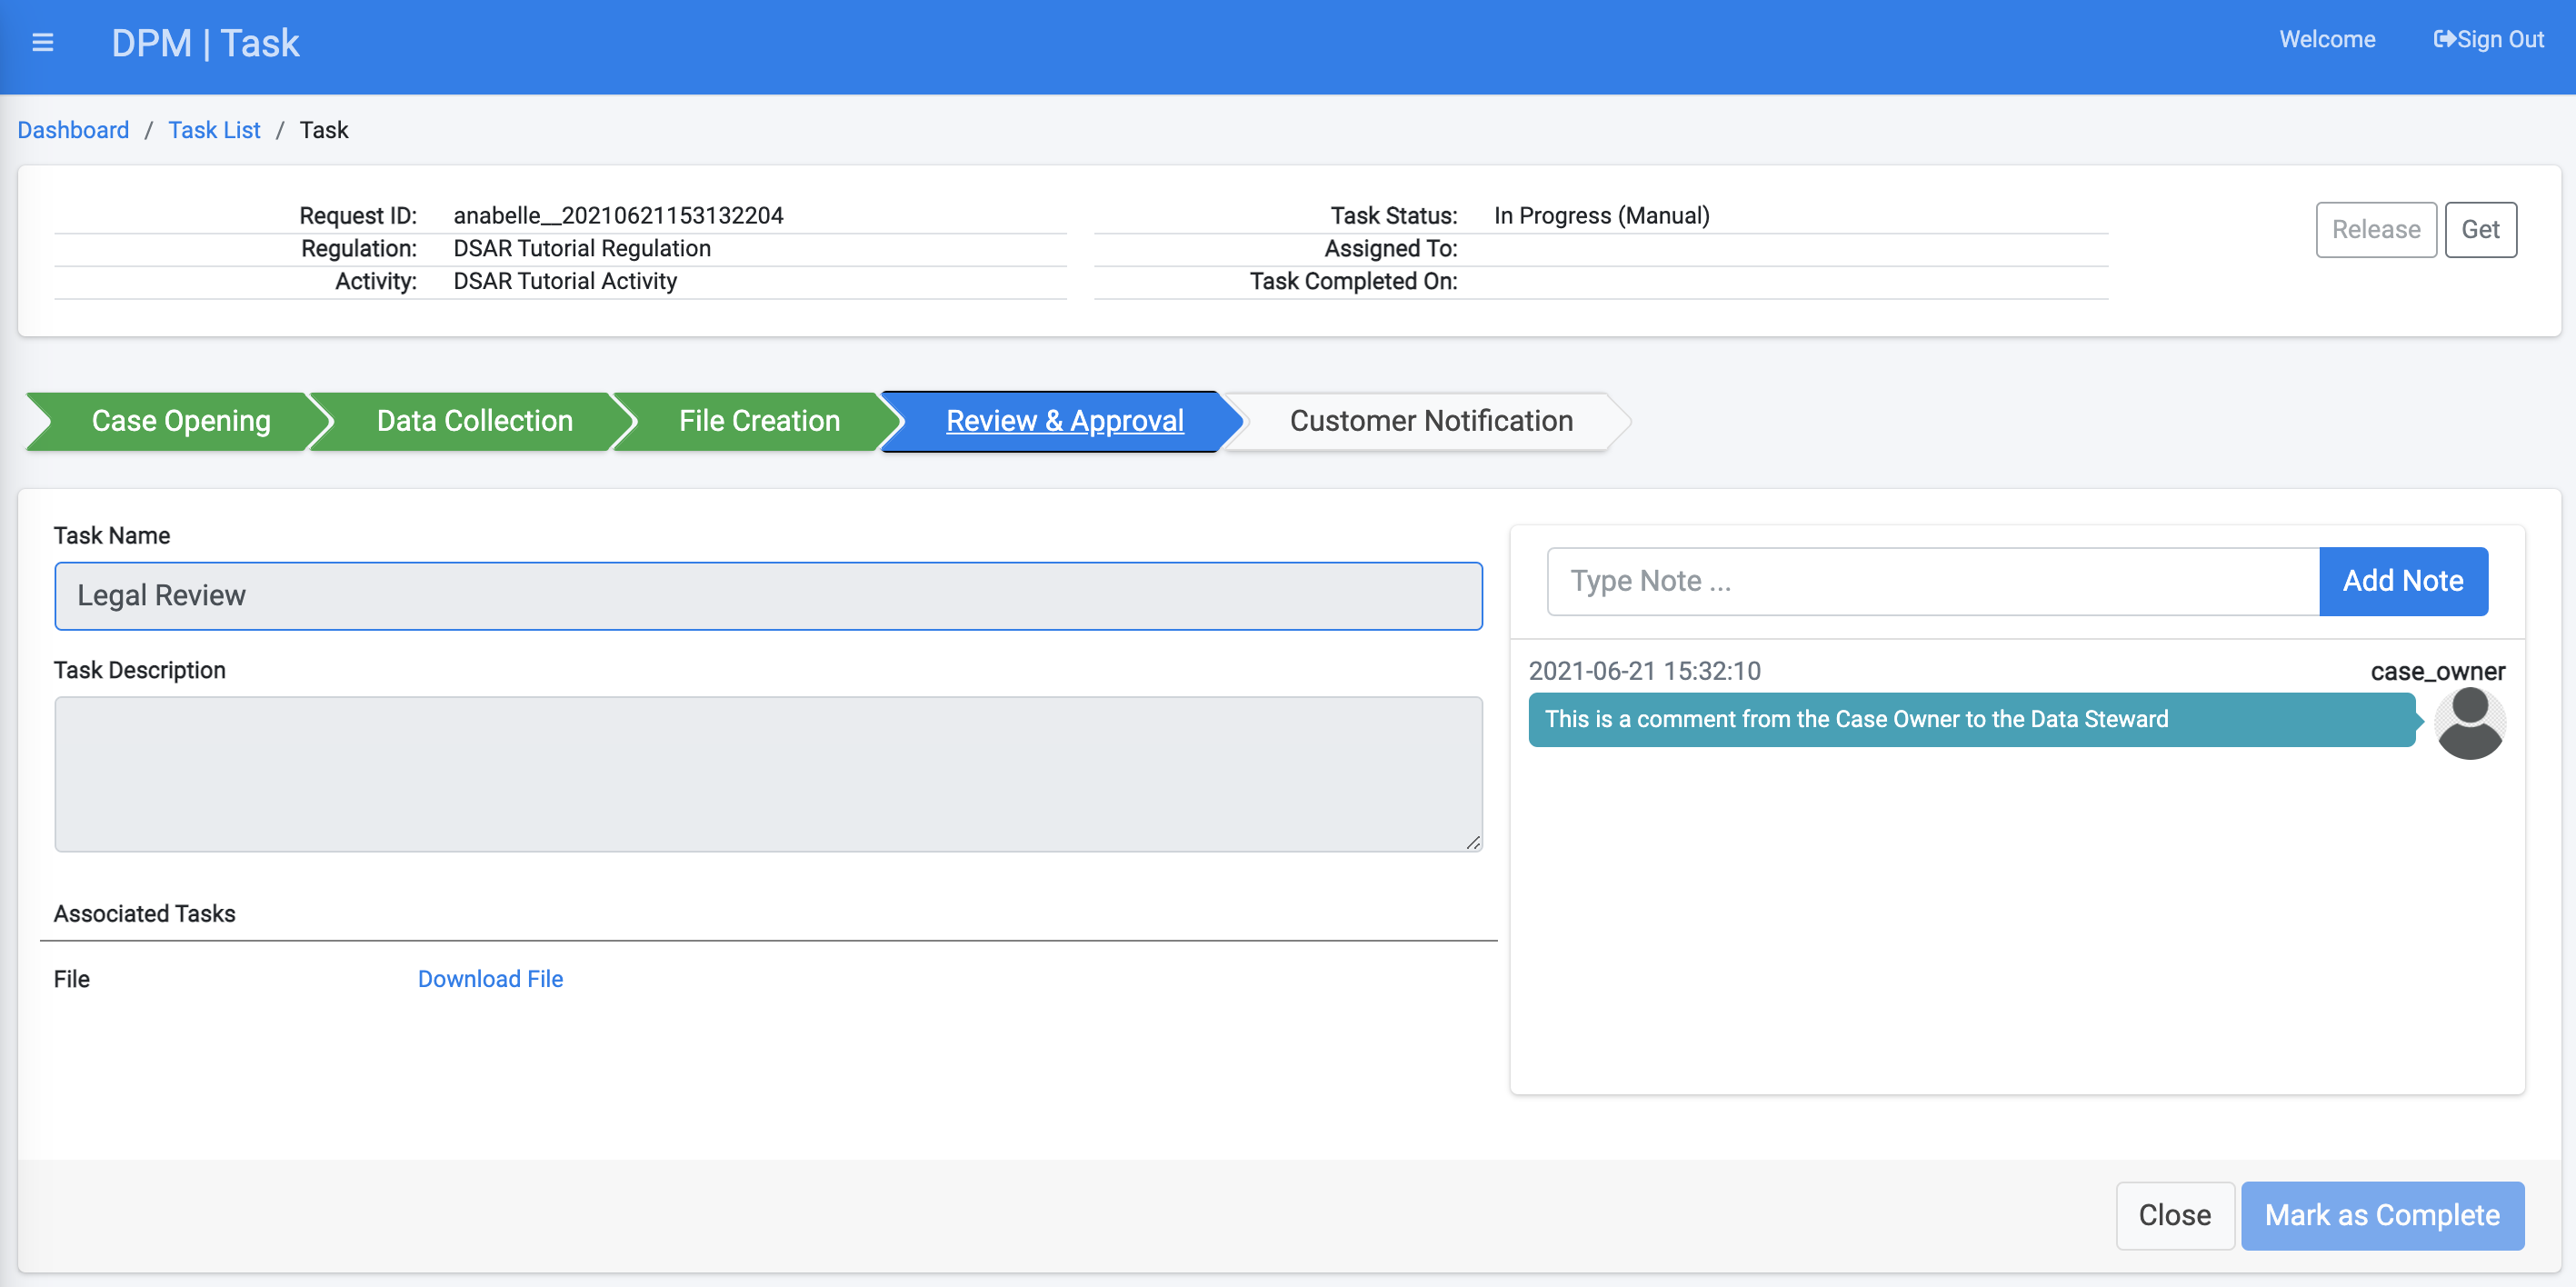 DPM | Task
Welcome
Sign Out
Dashboard / Task List / Task
Request ID: anabelle__20210621153132204
Regulation: DSAR Tutorial Regulation
Activity: DSAR Tutorial Activity
Task Status: In Progress (Manual)
Assigned To:
Task Completed On:
Release
Get
Case Opening
Data Collection
File Creation
Review & Approval
Customer Notification
Task Name
Legal Review
Task Description
Associated Tasks
File Download File
Type Note ...
Add Note
2021-06-21 15:32:10 case_owner
This is a comment from the Case Owner to the Data Steward
Close
Mark as Complete